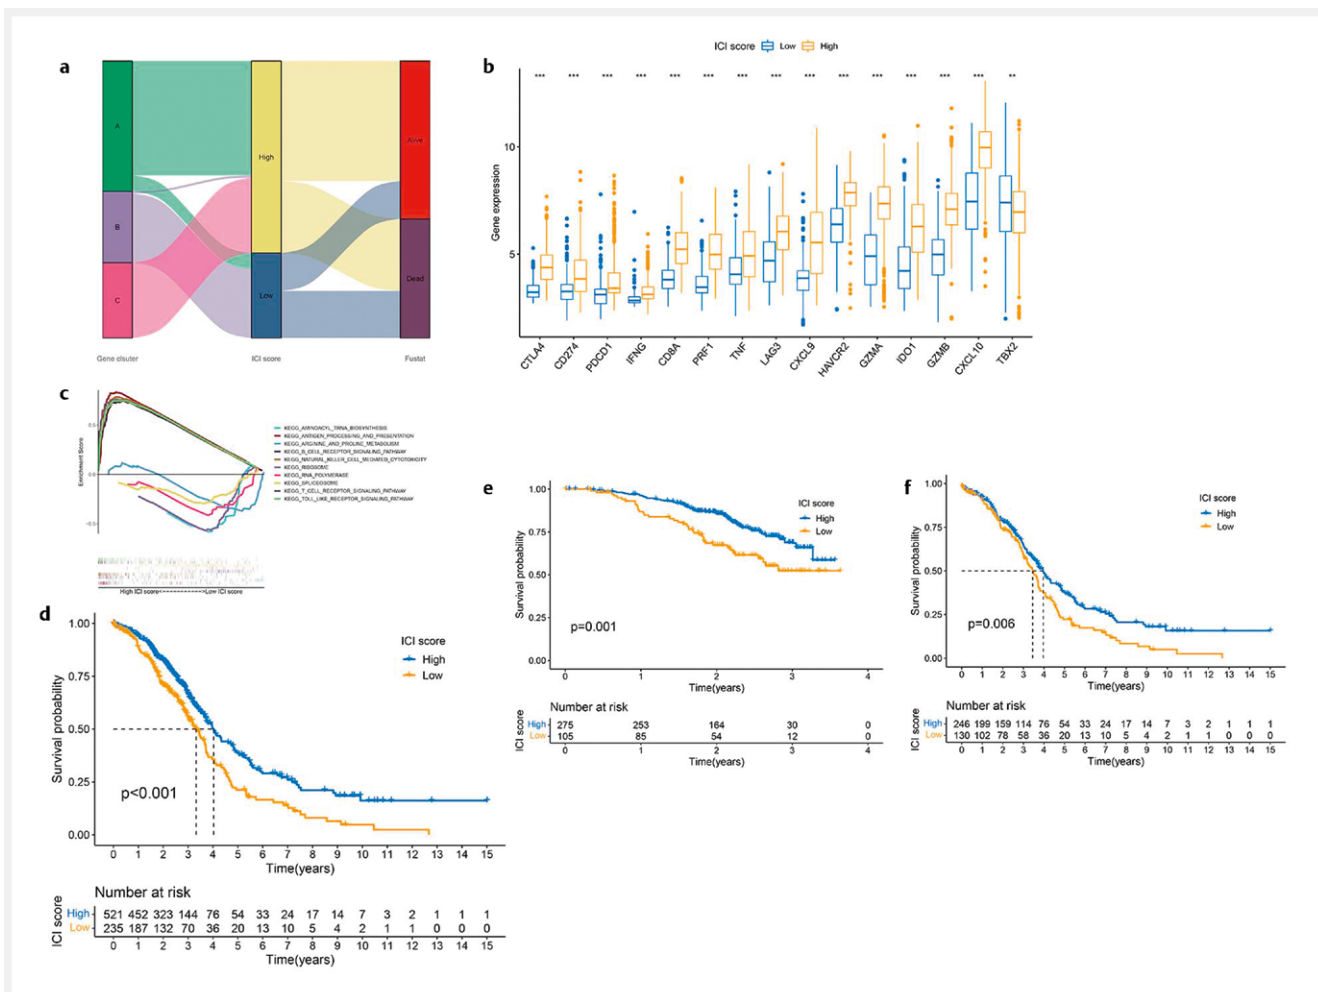 a
A
B
C
High
Low
Alive
Dead
Gene clsuter
ICI score
Fustat
b
ICI score Low High
*** *** *** *** *** *** *** *** *** *** *** *** *** *** **
Gene expression
10
5
CTLA4 CD274 PDCD1 IFNG CD8A PRF1 TNF LAG3 CXCL9 HAVCR2 GZMA IDO1 GZMB CXCL10 TBX2
c
Enrichment Score
0.5
0.0
-0.5
KEGG_AMINOACYL_TRNA_BIOSYNTHESIS
KEGG_ANTIGEN_PROCESSING_AND_PRESENTATION
KEGG_ARGININE_AND_PROLINE_METABOLISM
KEGG_B_CELL_RECEPTOR_SIGNALING_PATHWAY
KEGG_NATURAL_KILLER_CELL_MEDIATED_CYTOTOXICITY
KEGG_RIBOSOME
KEGG_RNA_POLYMERASE
KEGG_SPLICEOSOME
KEGG_T_CELL_RECEPTOR_SIGNALING_PATHWAY
KEGG_TOLL_LIKE_RECEPTOR_SIGNALING_PATHWAY
High ICI score<---------->Low ICI score
d
Survival probability
1.00
0.75
0.50
0.25
0.00
ICI score
High
Low
p<0.001
0 1 2 3 4 5 6 7 8 9 10 11 12 13 14 15
Time(years)
Number at risk
ICI score
High 521 452 323 144 76 54 33 24 17 14 7 3 2 1 1 1
Low 235 187 132 70 36 20 13 10 5 4 2 1 1 0 0 0
0 1 2 3 4 5 6 7 8 9 10 11 12 13 14 15
Time(years)
e
Survival probability
1.00
0.75
0.50
0.25
0.00
ICI score
High
Low
p=0.001
0 1 2 3 4
Time(years)
Number at risk
ICI score
High 275 253 164 30 0
Low 105 85 54 12 0
0 1 2 3 4
Time(years)
f
Survival probability
1.00
0.75
0.50
0.25
0.00
ICI score
High
Low
p=0.006
0 1 2 3 4 5 6 7 8 9 10 11 12 13 14 15
Time(years)
Number at risk
ICI score
High 246 199 159 114 76 54 33 24 17 14 7 3 2 1 1 1
Low 130 102 78 58 36 20 13 10 5 4 2 1 1 0 0 0
0 1 2 3 4 5 6 7 8 9 10 11 12 13 14 15
Time(years)